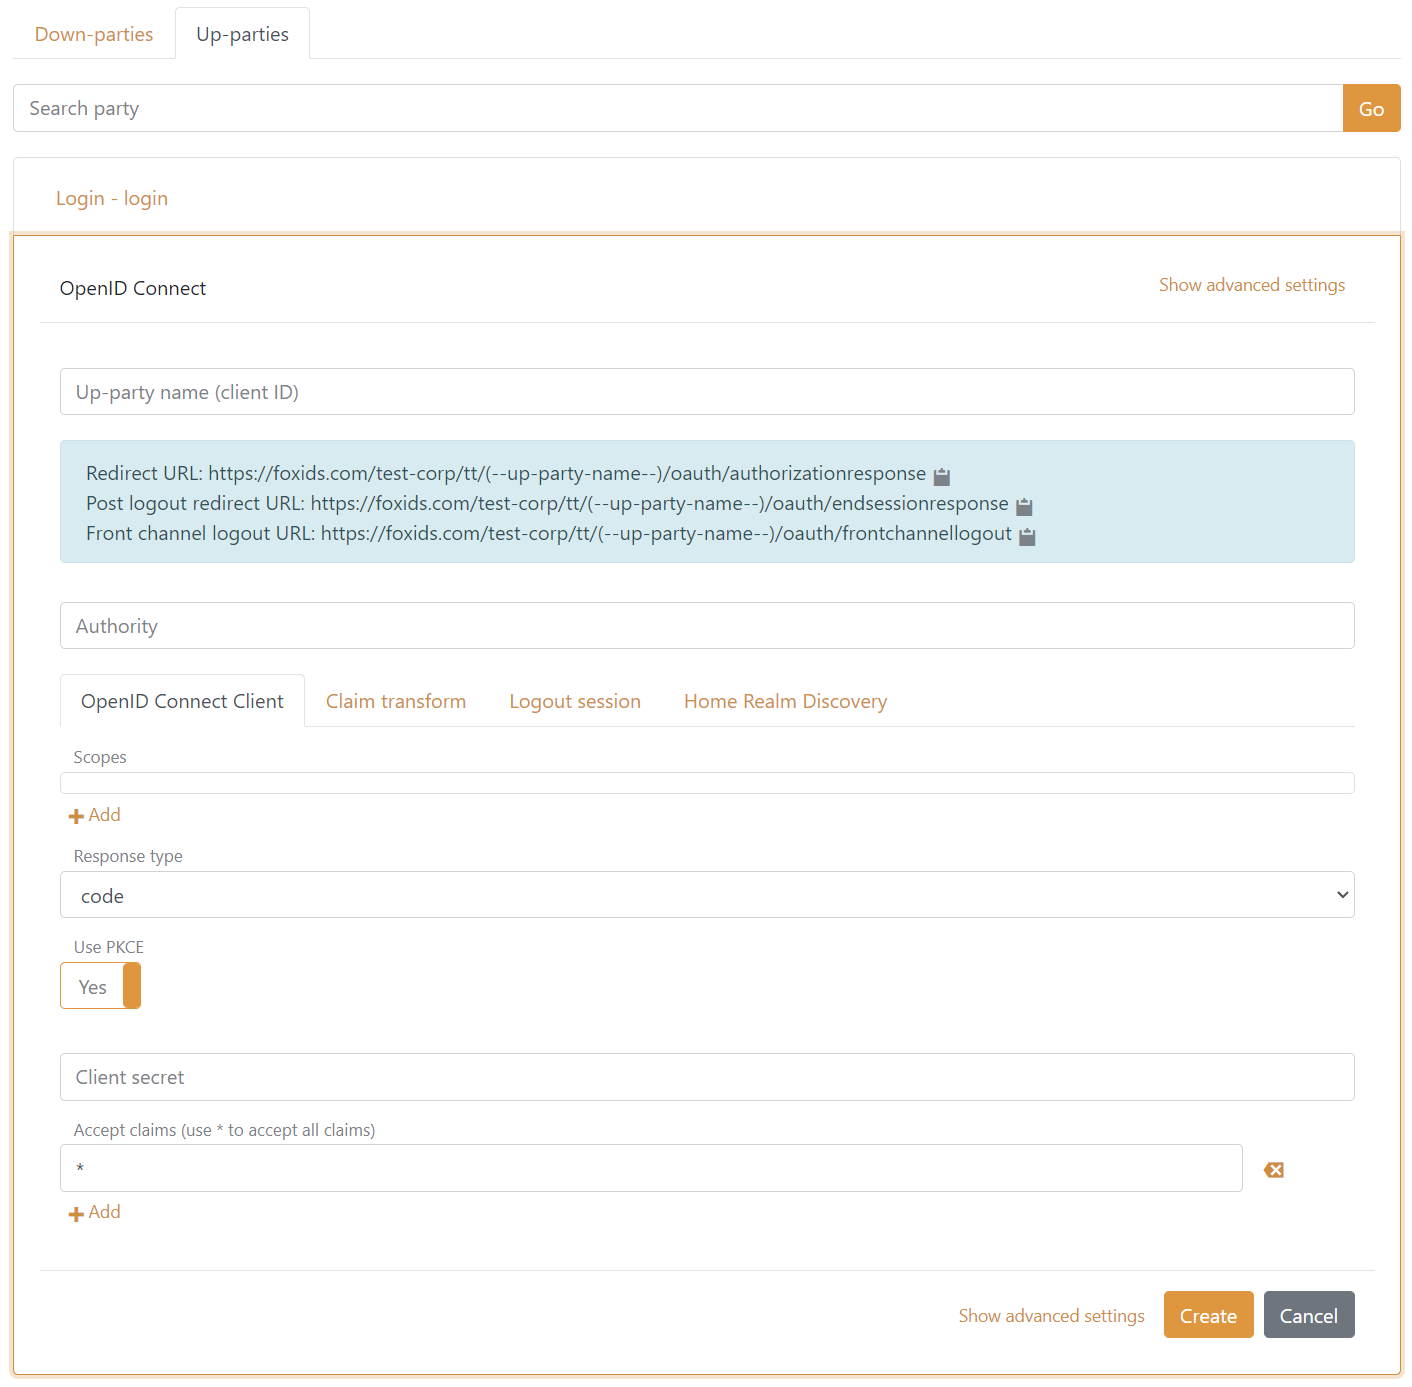 Down-parties
Up-parties
Search party
Go
Login - login
OpenID Connect
Show advanced settings
Up-party name (client ID)
Redirect URL: https://foxids.com/test-corp/tt/(--up-party-name--)/oauth/authorizationresponse
Post logout redirect URL: https://foxids.com/test-corp/tt/(--up-party-name--)/oauth/endsessionresponse
Front channel logout URL: https://foxids.com/test-corp/tt/(--up-party-name--)/oauth/frontchannellogout
Authority
OpenID Connect Client
Claim transform
Logout session
Home Realm Discovery
Scopes
Add
Response type
code
Use PKCE
Yes
Client secret
Accept claims (use * to accept all claims)
*
Add
Show advanced settings
Create
Cancel